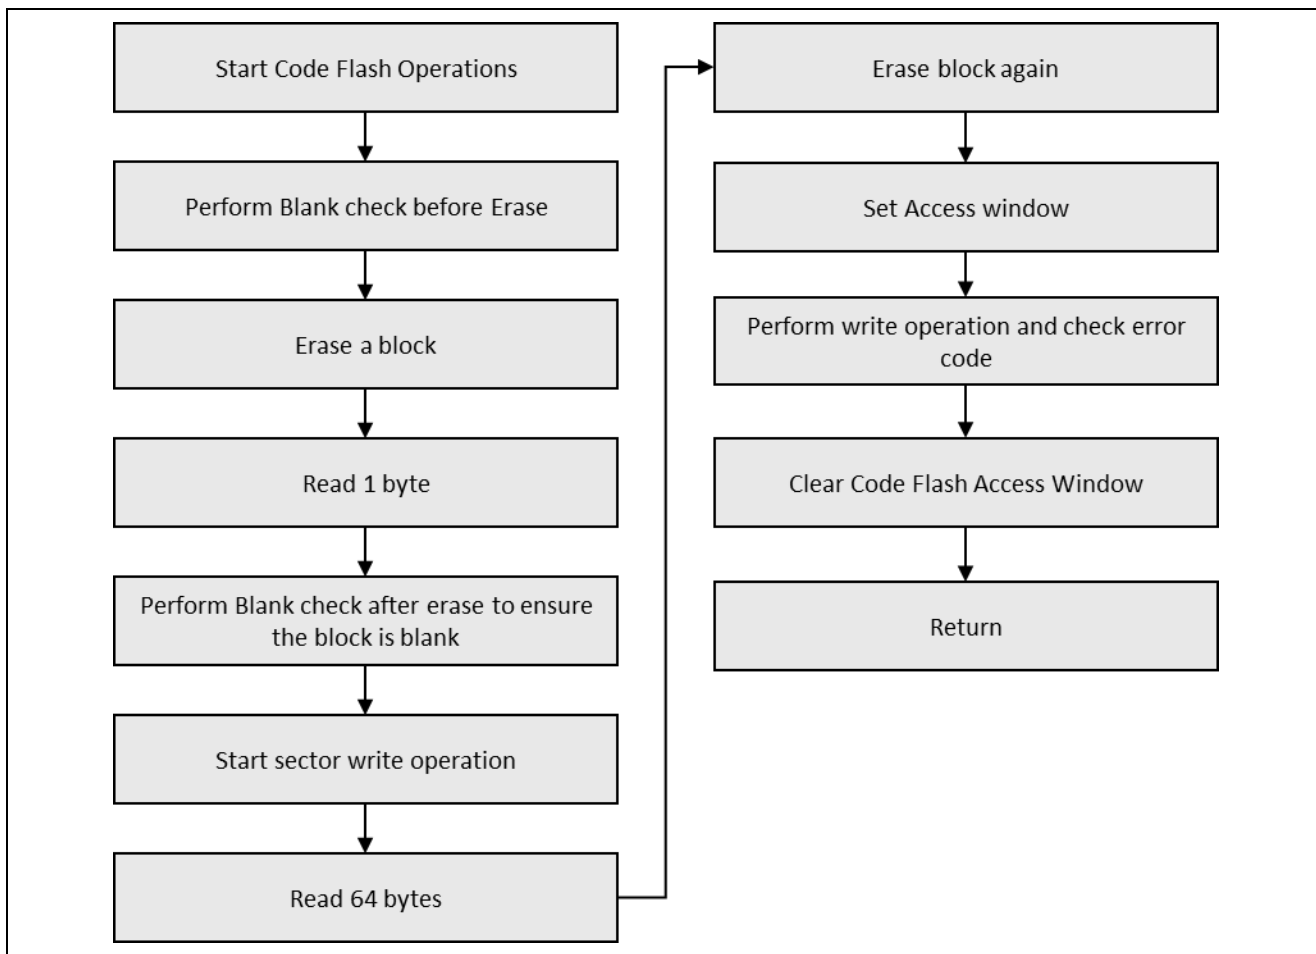 Start Code Flash Operations
Perform Blank check before Erase
Erase a block
Read 1 byte
Perform Blank check after erase to ensure
the block is blank
Start sector write operation
Read 64 bytes
Erase block again
Set Access window
Perform write operation and check error
code
Clear Code Flash Access Window
Return